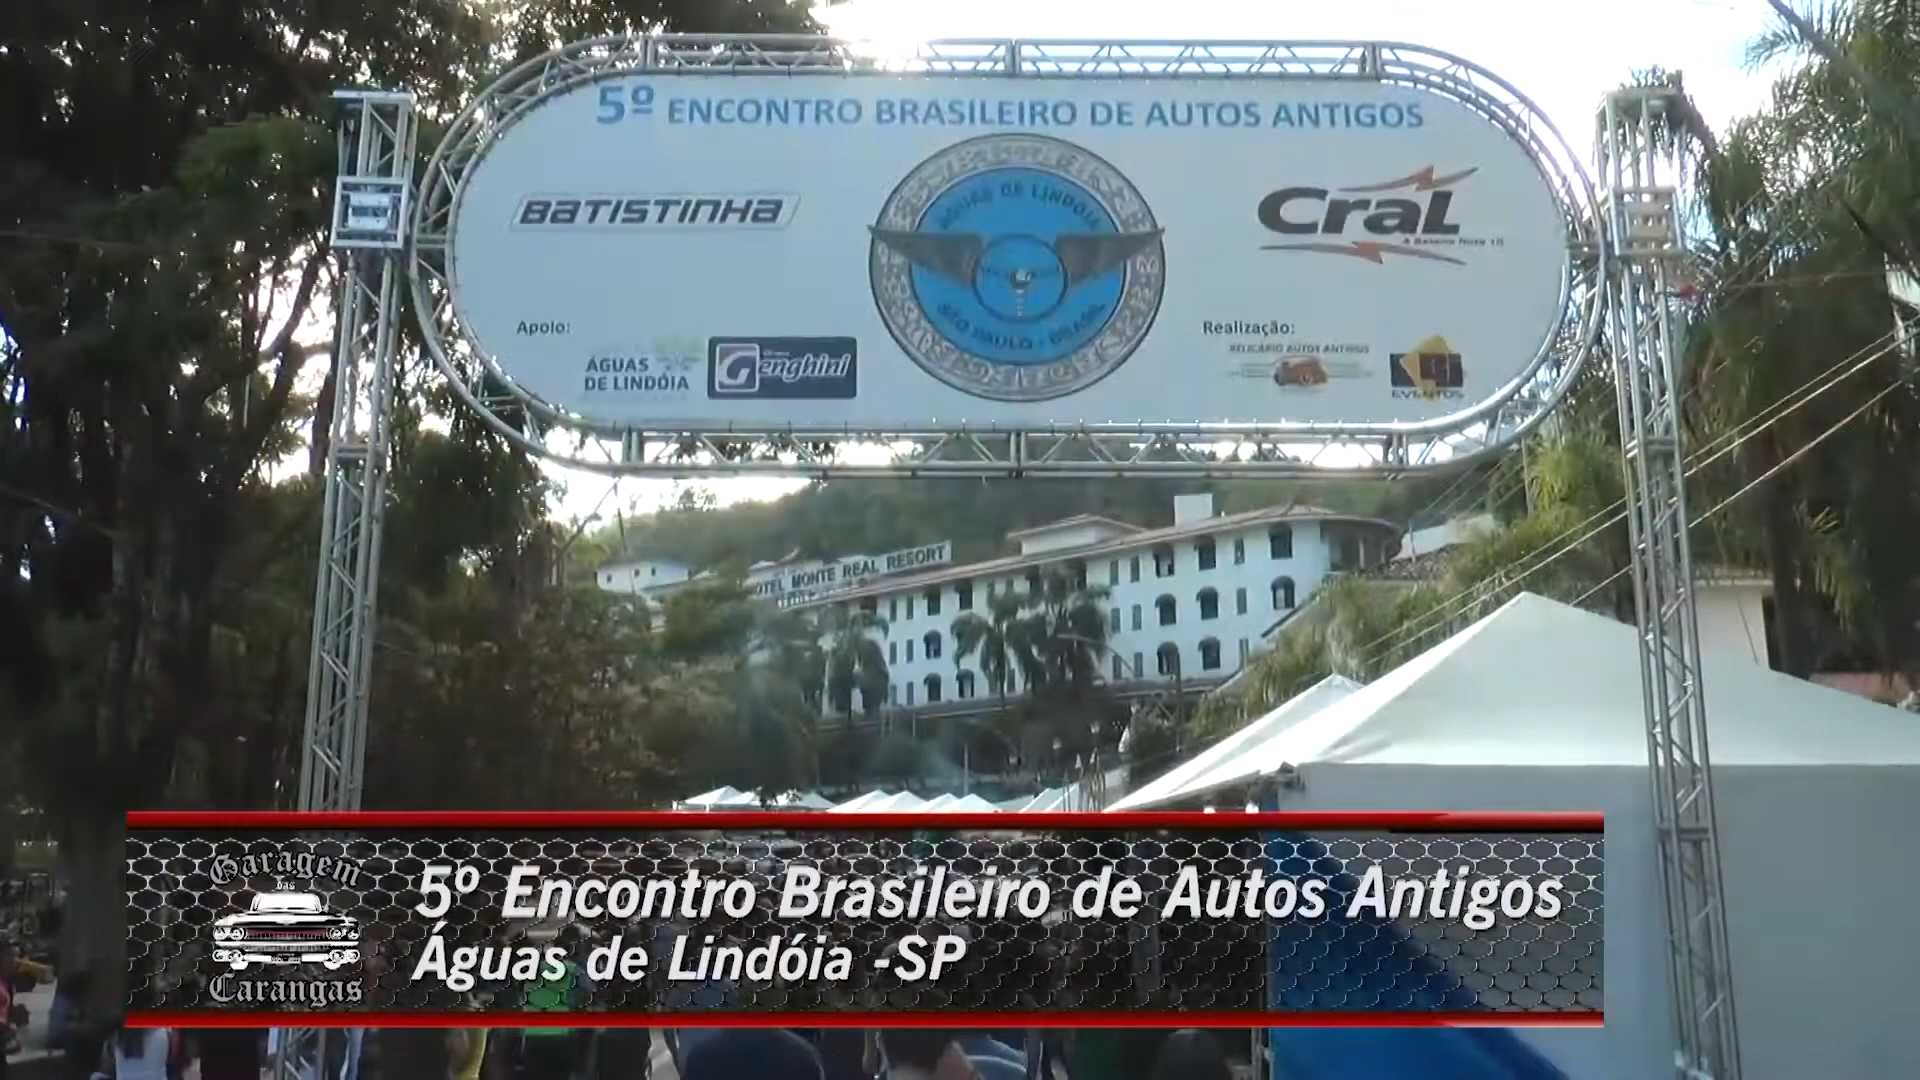 5º ENCONTRO BRASILEIRO DE AUTOS ANTIGOS
BATISTINHA
ÁGUAS DE LINDÓIA
SÃO PAULO - BRASIL
CRAL
Apoio:
ÁGUAS
DE LINDÓIA
Genghini
Realização:
RELICÁRIO AUTOS ANTIGOS
EVENTOS
HOTEL MONTE REAL RESORT
Garagem
das
Carangas
5º Encontro Brasileiro de Autos Antigos
Águas de Lindóia -SP